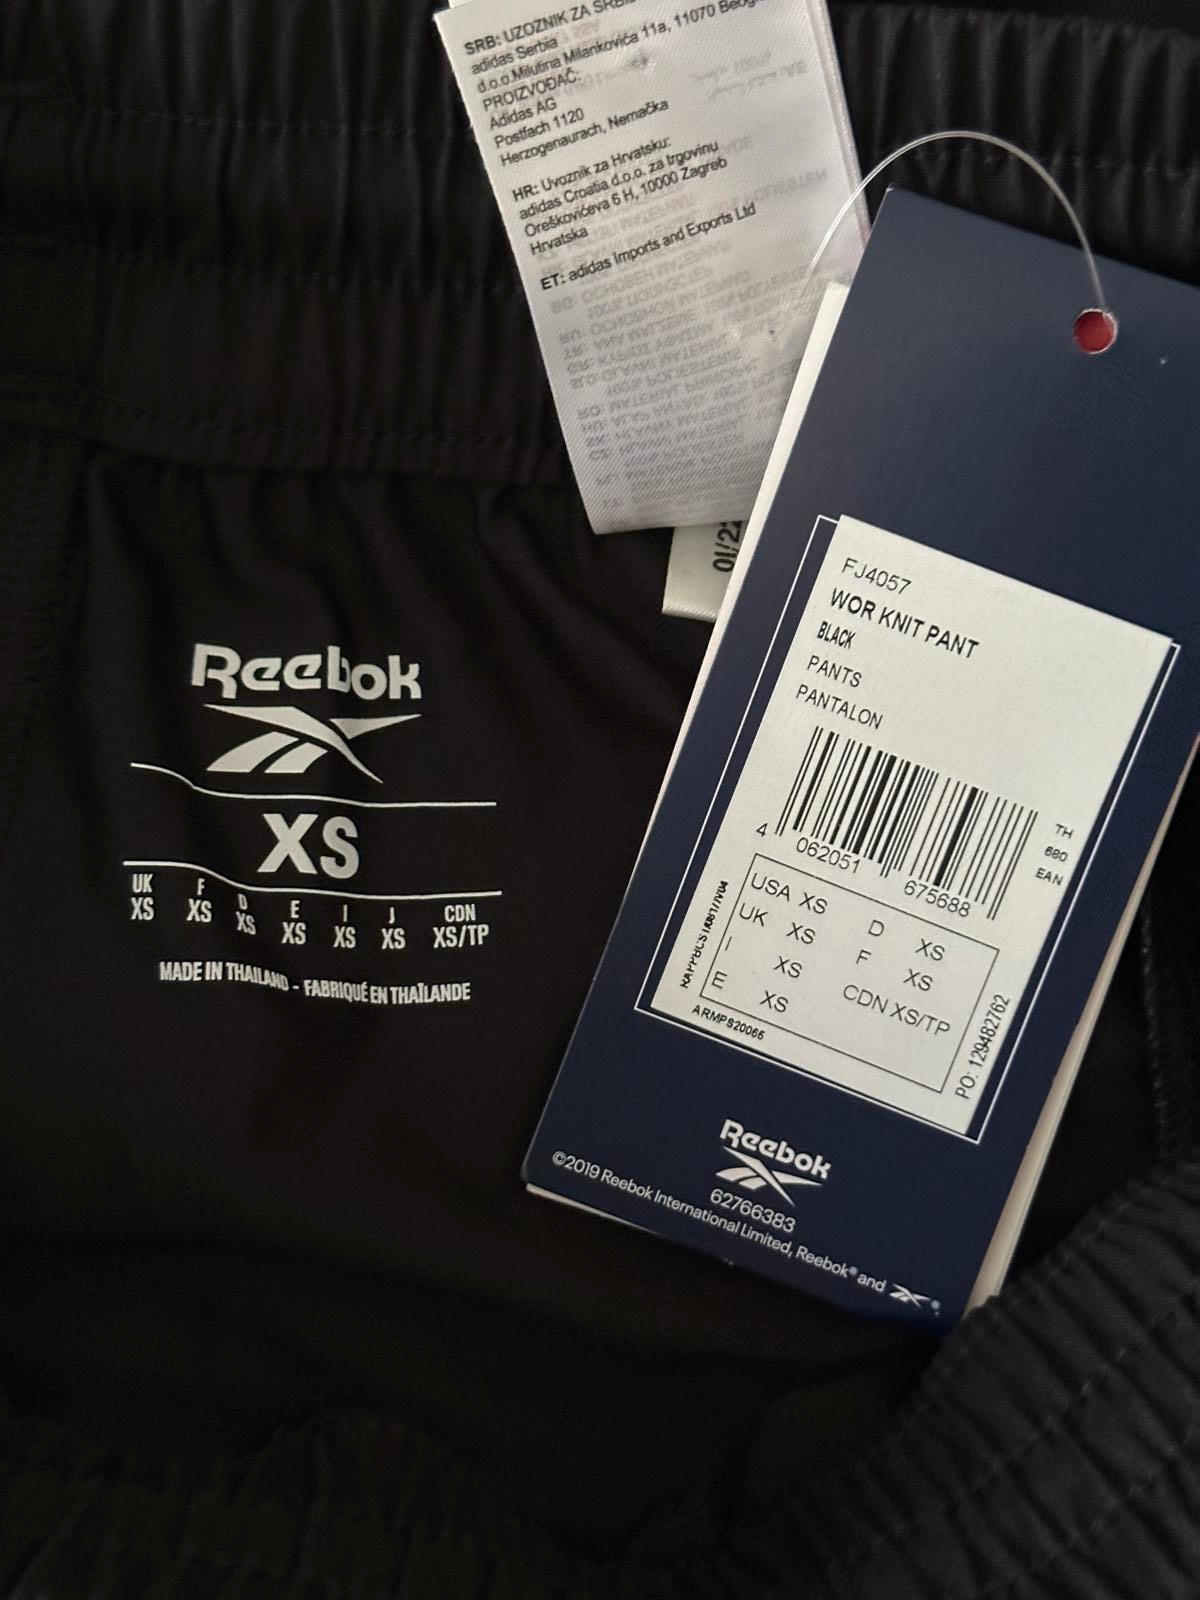 SRB: UZOZNIK ZA
adidas Serbia
d.o.o.Milutina Milankovića 11a, 11070
PROIZVOĐAČ:
Adidas AG
Postfach 1120
Herzogenaurach, Nemačka
HR: Uvoznik za Hrvatsku:
adidas Croatia d.o.o. za trgovinu
Oreškovićeva 6 H, 10000 Zagreb
Hrvatska
ET: adidas Imports and Exports Ltd
01/22
FJ4057
WOR KNIT PANT
BLACK
PANTS
PANTALON
TH
680
EAN
4 062051 675688
USA XS D XS
UK XS F XS
I XS CDN XS/TP
E XS
ARMPS20065
PO: 129482762
Reebok
62766383
©2019 Reebok International Limited, Reebok® and ®
Reebok
XS
UK F D E I J CDN
XS XS XS XS XS XS XS/TP
MADE IN THAILAND - FABRIQUÉ EN THAÏLANDE